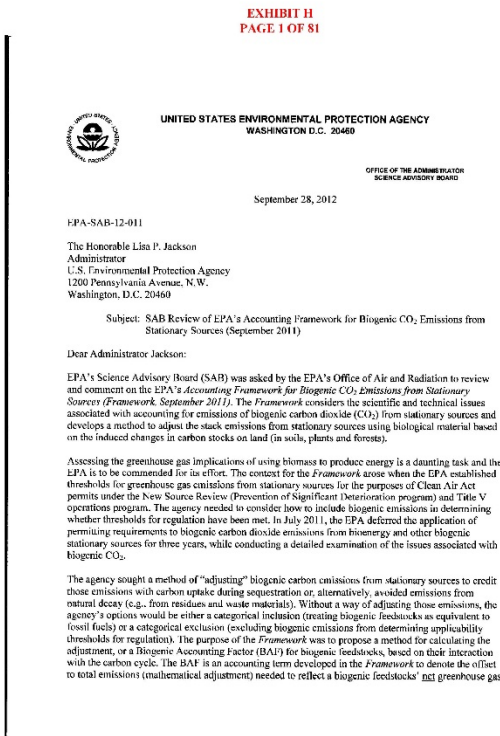 EXHIBIT H
PAGE 1 OF 81
UNITED STATES ENVIRONMENTAL PROTECTION AGENCY
WASHINGTON D.C. 20460
OFFICE OF THE ADMINISTRATOR
SCIENCE ADVISORY BOARD
September 28, 2012
EPA-SAB-12-011
The Honorable Lisa P. Jackson
Administrator
U.S. Environmental Protection Agency
1200 Pennsylvania Avenue, N.W.
Washington, D.C. 20460
Subject: SAB Review of EPA's Accounting Framework for Biogenic CO₂ Emissions from
Stationary Sources (September 2011)
Dear Administrator Jackson:
EPA's Science Advisory Board (SAB) was asked by the EPA's Office of Air and Radiation to review
and comment on the EPA's Accounting Framework for Biogenic CO₂ Emissions from Stationary
Sources (Framework, September 2011). The Framework considers the scientific and technical issues
associated with accounting for emissions of biogenic carbon dioxide (CO₂) from stationary sources and
develops a method to adjust the stack emissions from stationary sources using biological material based
on the induced changes in carbon stocks on land (in soils, plants and forests).
Assessing the greenhouse gas implications of using biomass to produce energy is a daunting task and the
EPA is to be commended for its effort. The context for the Framework arose when the EPA established
thresholds for greenhouse gas emissions from stationary sources for the purposes of Clean Air Act
permits under the New Source Review (Prevention of Significant Deterioration program) and Title V
operations program. The agency needed to consider how to include biogenic emissions in determining
whether thresholds for regulation have been met. In July 2011, the EPA deferred the application of
permitting requirements to biogenic carbon dioxide emissions from bioenergy and other biogenic
stationary sources for three years, while conducting a detailed examination of the issues associated with
biogenic CO₂.
The agency sought a method of "adjusting" biogenic carbon emissions from stationary sources to credit
those emissions with carbon uptake during sequestration or, alternatively, avoided emissions from
natural decay (e.g., from residues and waste materials). Without a way of adjusting those emissions, the
agency's options would be either a categorical inclusion (treating biogenic feedstocks as equivalent to
fossil fuels) or a categorical exclusion (excluding biogenic emissions from determining applicability
thresholds for regulation). The purpose of the Framework was to propose a method for calculating the
adjustment, or a Biogenic Accounting Factor (BAF) for biogenic feedstocks, based on their interaction
with the carbon cycle. The BAF is an accounting term developed in the Framework to denote the offset
to total emissions (mathematical adjustment) needed to reflect a biogenic feedstocks' net greenhouse gas